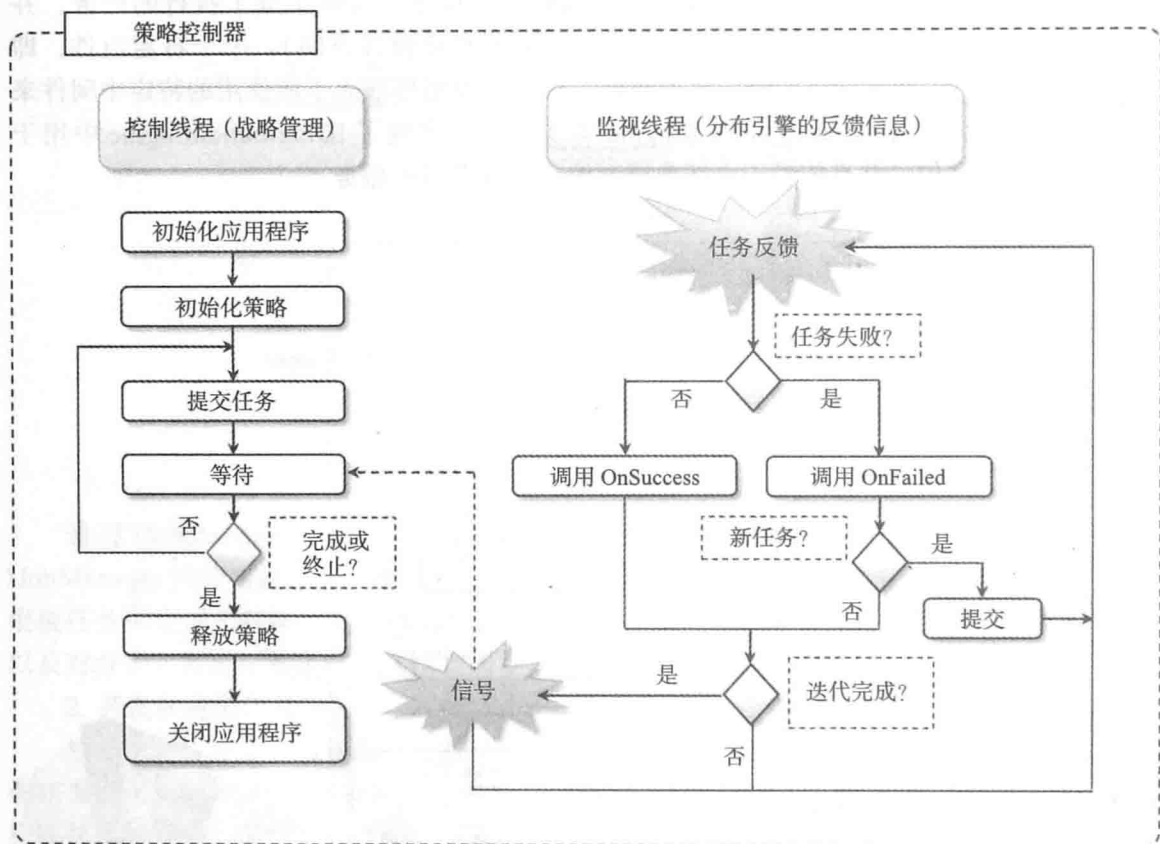 策略控制器
控制线程（战略管理）
监视线程（分布引擎的反馈信息）
初始化应用程序
初始化策略
提交任务
等待
否
完成或
终止？
是
释放策略
关闭应用程序
任务反馈
任务失败？
否
是
调用 OnSuccess
调用 OnFailed
新任务？
是
否
提交
迭代完成？
是
否
信号